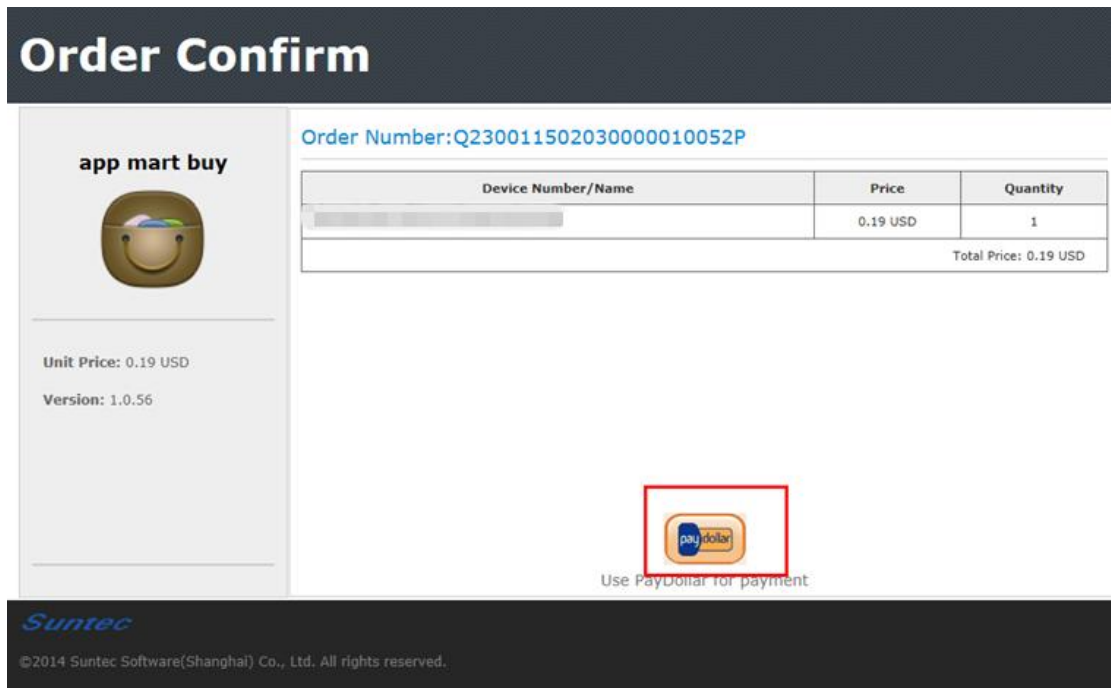 Order Confirm
app mart buy
Unit Price: 0.19 USD
Version: 1.0.56
Order Number:Q2300115020300000010052P
Device Number/Name Price Quantity
0.19 USD 1
Total Price: 0.19 USD
pay dollar
Use PayDollar for payment
Suntec
©2014 Suntec Software(Shanghai) Co., Ltd. All rights reserved.